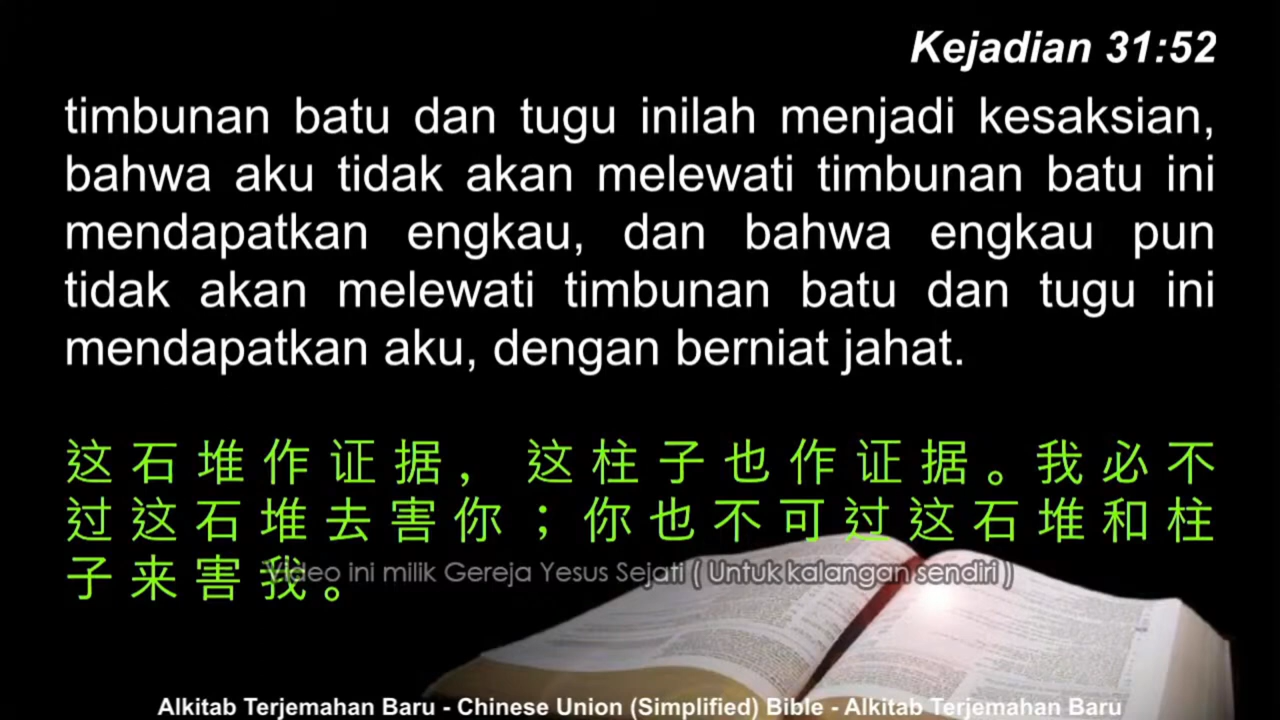 Kejadian 31:52
timbunan batu dan tugu inilah menjadi kesaksian,
bahwa aku tidak akan melewati timbunan batu ini
mendapatkan engkau, dan bahwa engkau pun
tidak akan melewati timbunan batu dan tugu ini
mendapatkan aku, dengan berniat jahat.
这石堆作证据，这柱子也作证据。我必不
过这石堆去害你；你也不可过这石堆和柱
子来害我。
Video ini milik Gereja Yesus Sejati ( Untuk kalangan sendiri )
Alkitab Terjemahan Baru - Chinese Union (Simplified) Bible - Alkitab Terjemahan Baru